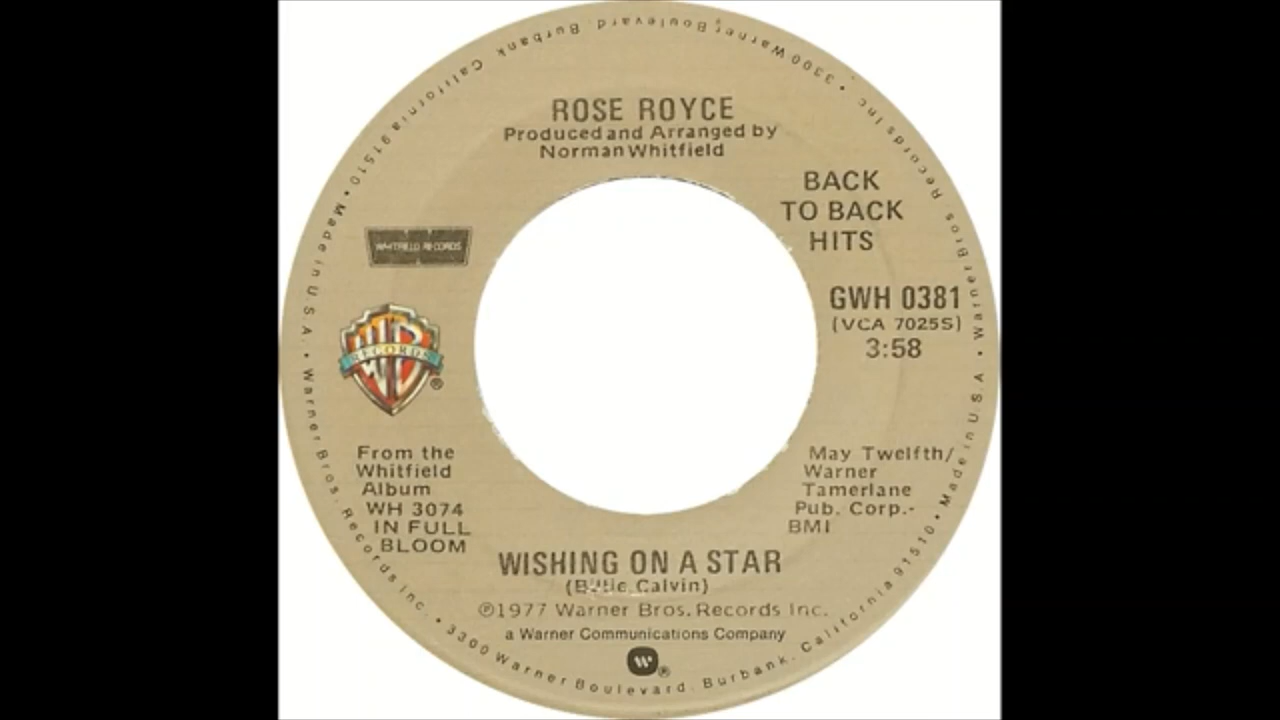 ROSE ROYCE
Produced and Arranged by
Norman Whitfield
BACK
TO BACK
HITS
WHITFIELD RECORDS
GWH 0381
(VCA 7025S)
3:58
WB
RECORDS
®
From the
Whitfield
Album
WH 3074
IN FULL
BLOOM
May Twelfth/
Warner
Tamerlane
Pub. Corp.-
BMI
WISHING ON A STAR
(Billie Calvin)
℗1977 Warner Bros. Records Inc.
a Warner Communications Company
W®
Warner Bros. Records Inc. • 3300 Warner Boulevard, Burbank, California 91510 • Made in U.S.A. •
Warner Bros. Records Inc. • 3300 Warner Boulevard, Burbank, California 91510 • Made in U.S.A. •